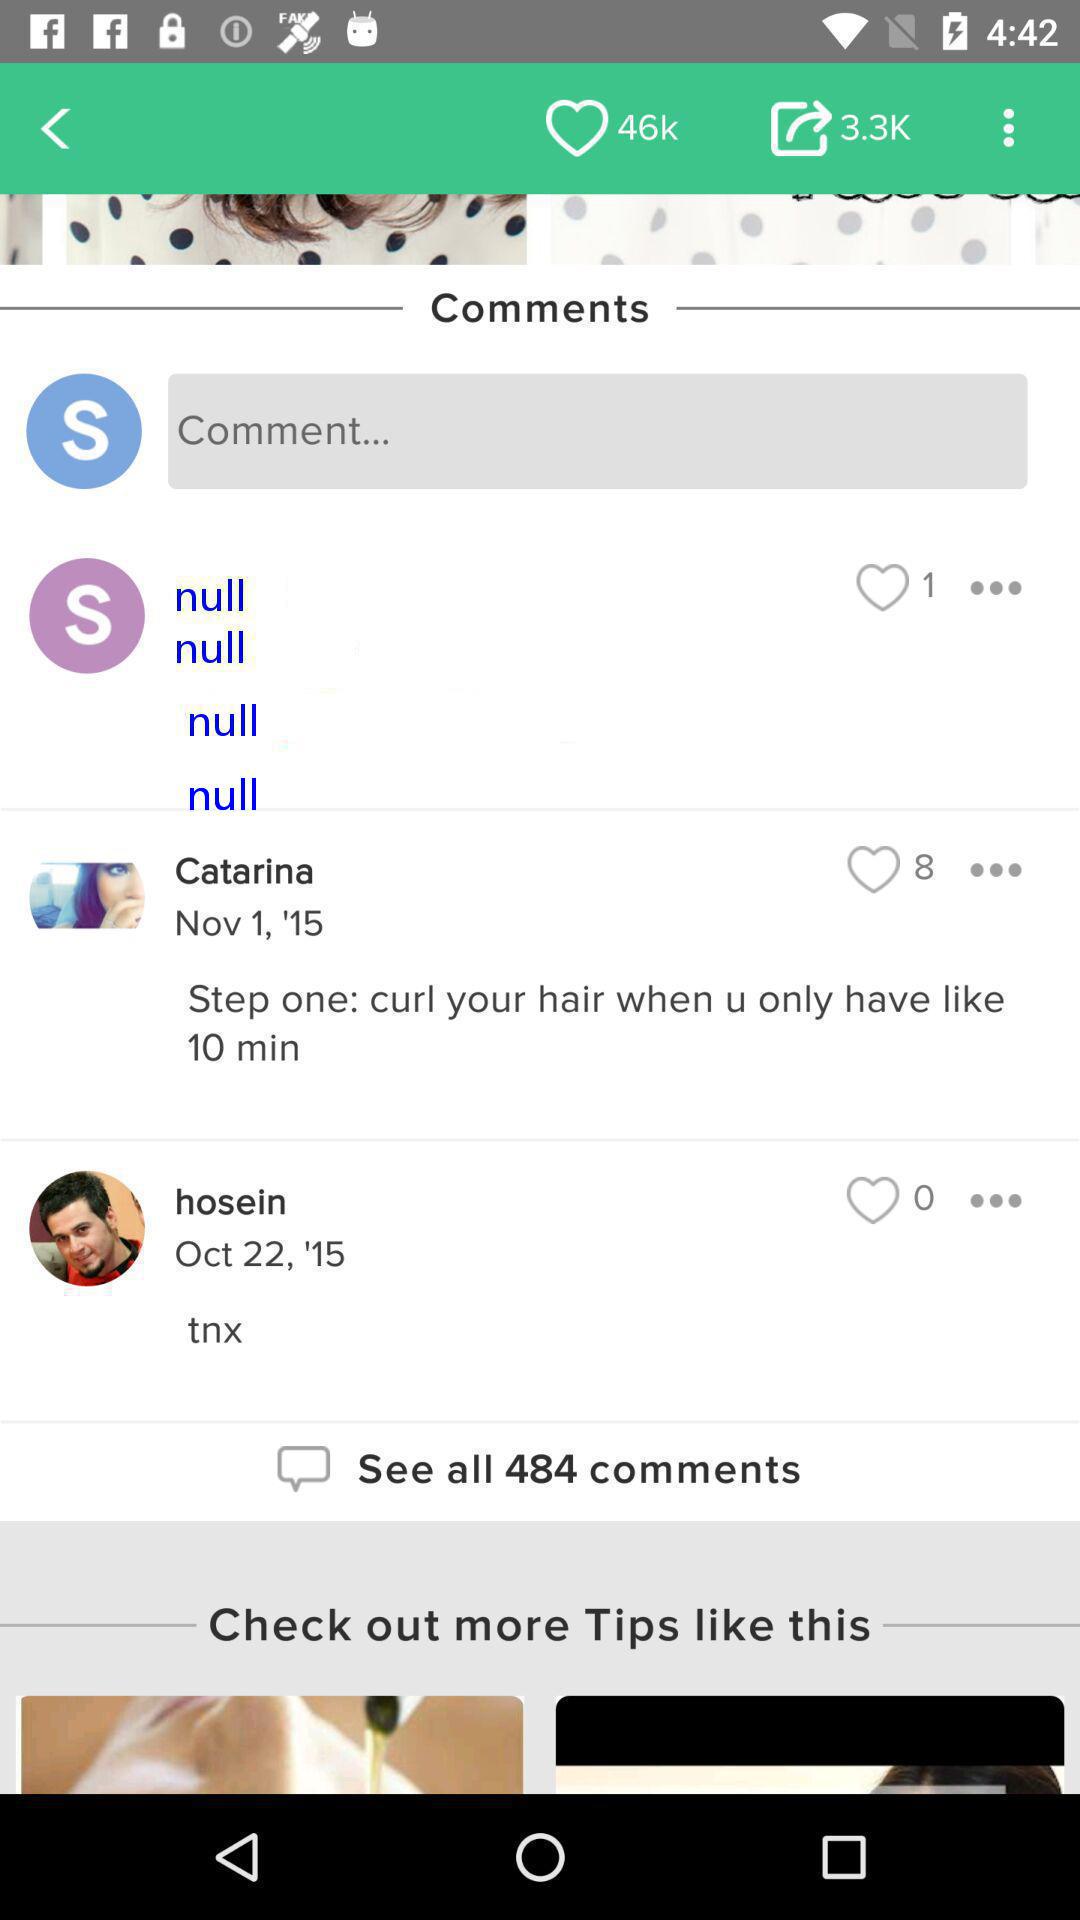 FAKE
4:42
46k
3.3K
Comments
S
Comment...
S
null
1
null
null
null
Catarina
8
Nov 1, '15
Step one: curl your hair when u only have like
10 min
hosein
0
Oct 22, '15
tnx
See all 484 comments
Check out more Tips like this